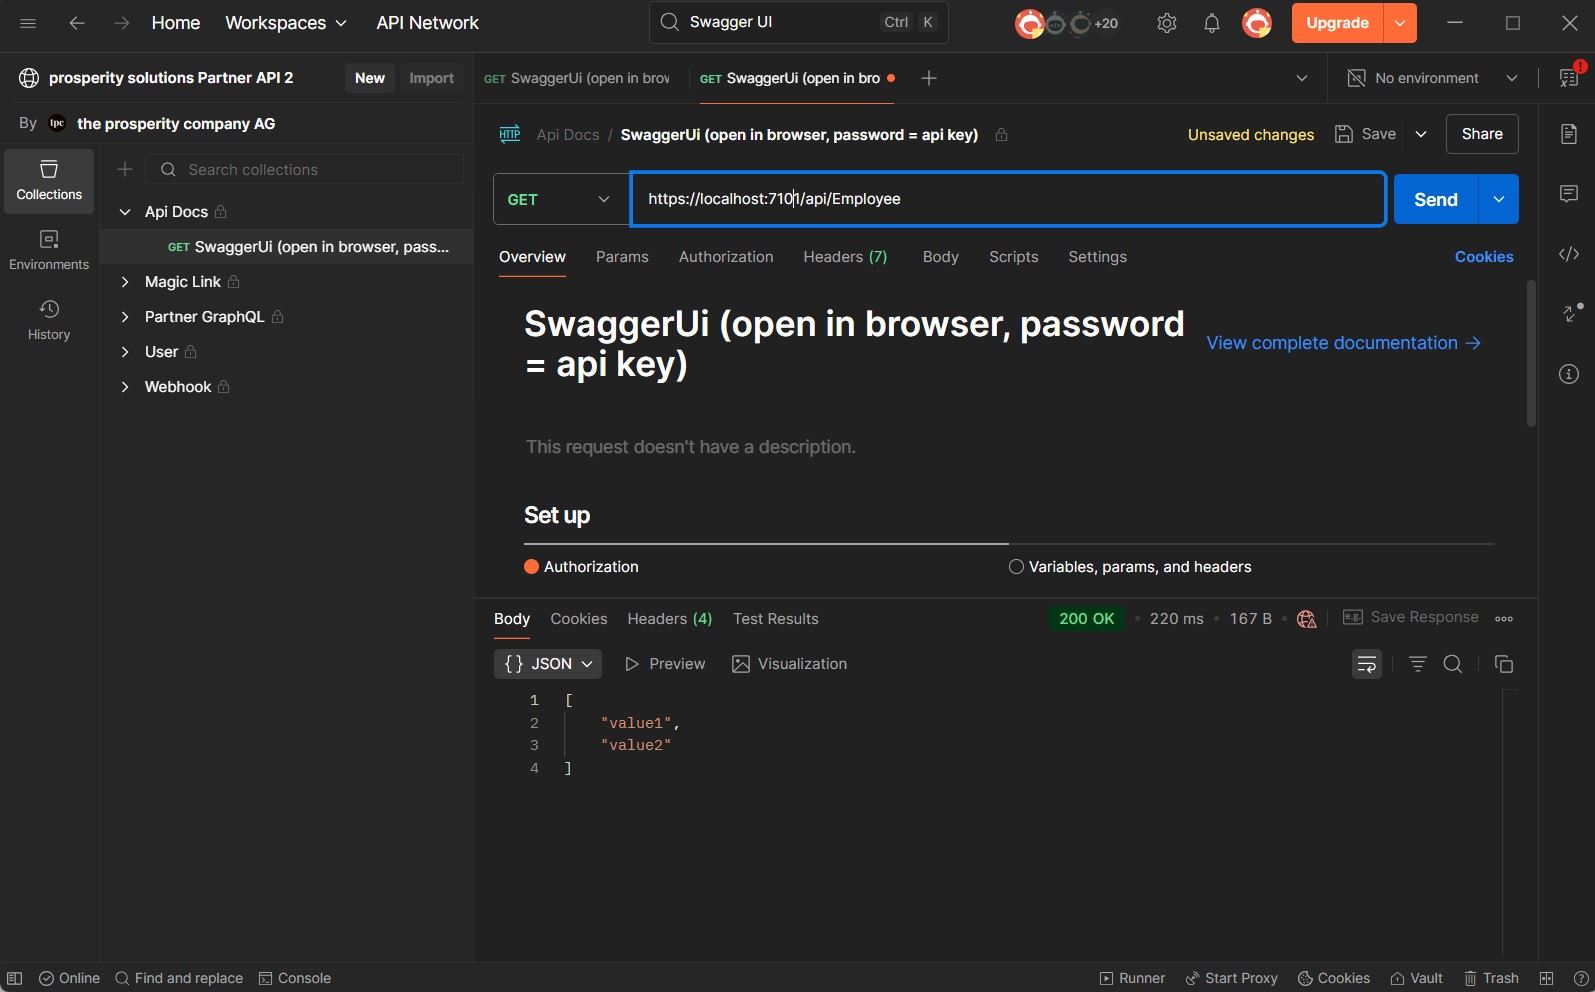 Home Workspaces API Network Swagger UI Ctrl K +20 Upgrade
prosperity solutions Partner API 2 New Import GET SwaggerUi (open in brow GET SwaggerUi (open in bro No environment
By tpc the prosperity company AG
HTTP Api Docs / SwaggerUi (open in browser, password = api key) Unsaved changes Save Share
Collections
Environments
History
Search collections
Api Docs
GET SwaggerUi (open in browser, pass...
Magic Link
Partner GraphQL
User
Webhook
GET https://localhost:7101/api/Employee Send
Overview Params Authorization Headers (7) Body Scripts Settings Cookies
SwaggerUi (open in browser, password
= api key)
View complete documentation →
This request doesn't have a description.
Set up
Authorization Variables, params, and headers
Body Cookies Headers (4) Test Results 200 OK • 220 ms • 167 B • e.g. Save Response
{} JSON Preview Visualization
1 [
2 "value1",
3 "value2"
4 ]
Online Find and replace Console Runner Start Proxy Cookies Vault Trash